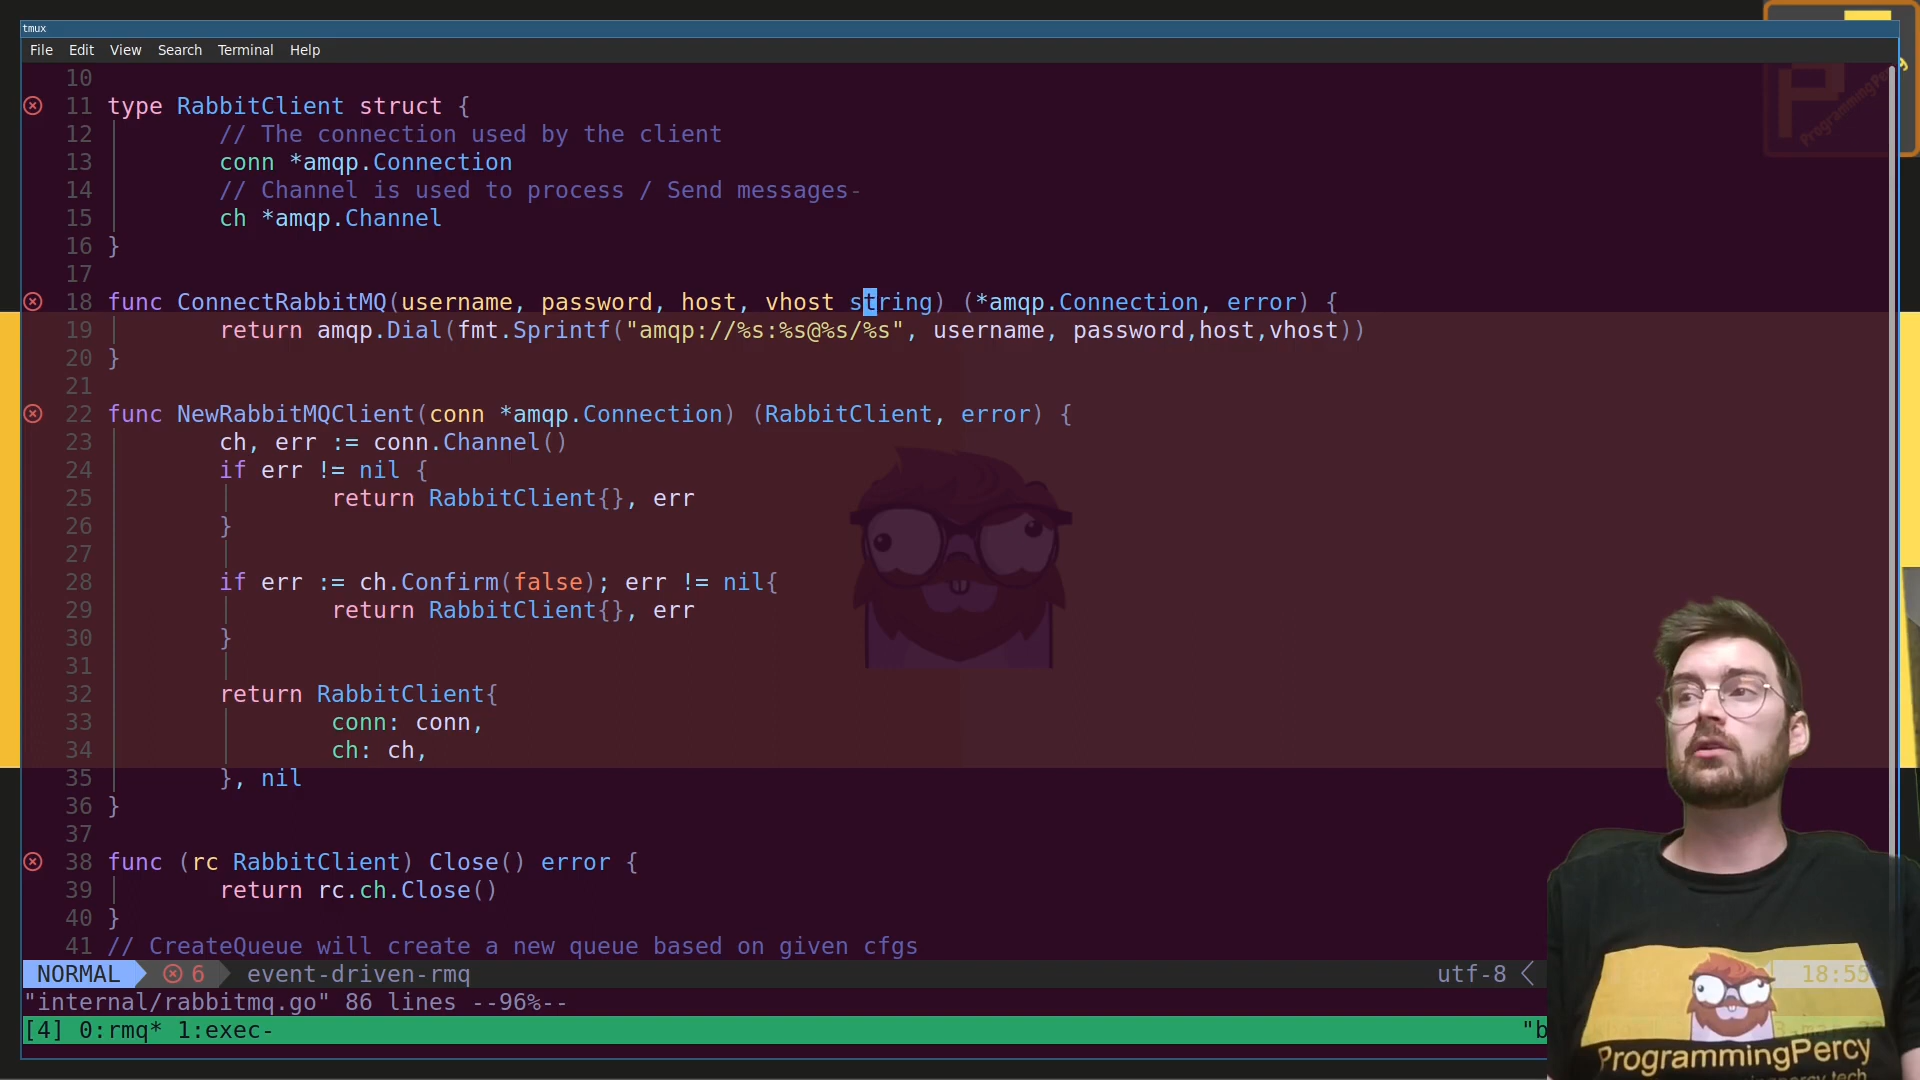 tmux
File Edit View Search Terminal Help
10
11 type RabbitClient struct {
12 // The connection used by the client
13 conn *amqp.Connection
14 // Channel is used to process / Send messages-
15 ch *amqp.Channel
16 }
17
18 func ConnectRabbitMQ(username, password, host, vhost string) (*amqp.Connection, error) {
19 return amqp.Dial(fmt.Sprintf("amqp://%s:%s@%s/%s", username, password,host,vhost))
20 }
21
22 func NewRabbitMQClient(conn *amqp.Connection) (RabbitClient, error) {
23 ch, err := conn.Channel()
24 if err != nil {
25 return RabbitClient{}, err
26 }
27
28 if err := ch.Confirm(false); err != nil{
29 return RabbitClient{}, err
30 }
31
32 return RabbitClient{
33 conn: conn,
34 ch: ch,
35 }, nil
36 }
37
38 func (rc RabbitClient) Close() error {
39 return rc.ch.Close()
40 }
41 // CreateQueue will create a new queue based on given cfgs
NORMAL 6 event-driven-rmq utf-8 18:55
"internal/rabbitmq.go" 86 lines --96%--
[4] 0:rmq* 1:exec- "b
ProgrammingPercy
ProgrammingPercy